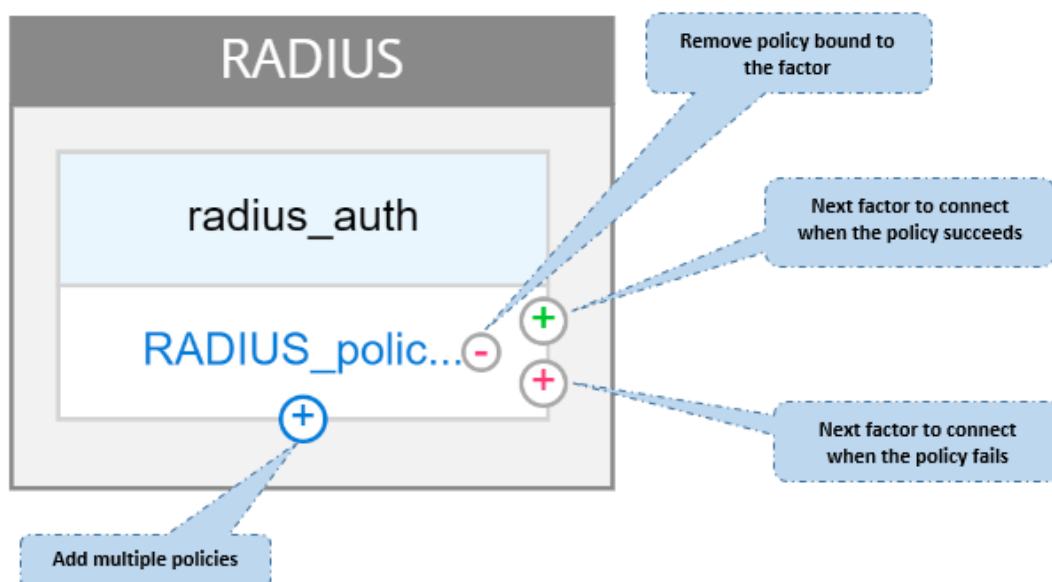 RADIUS
Remove policy bound to
the factor
radius_auth
Next factor to connect
when the policy succeeds
RADIUS_polic...
-
+
+
+
Next factor to connect
when the policy fails
Add multiple policies